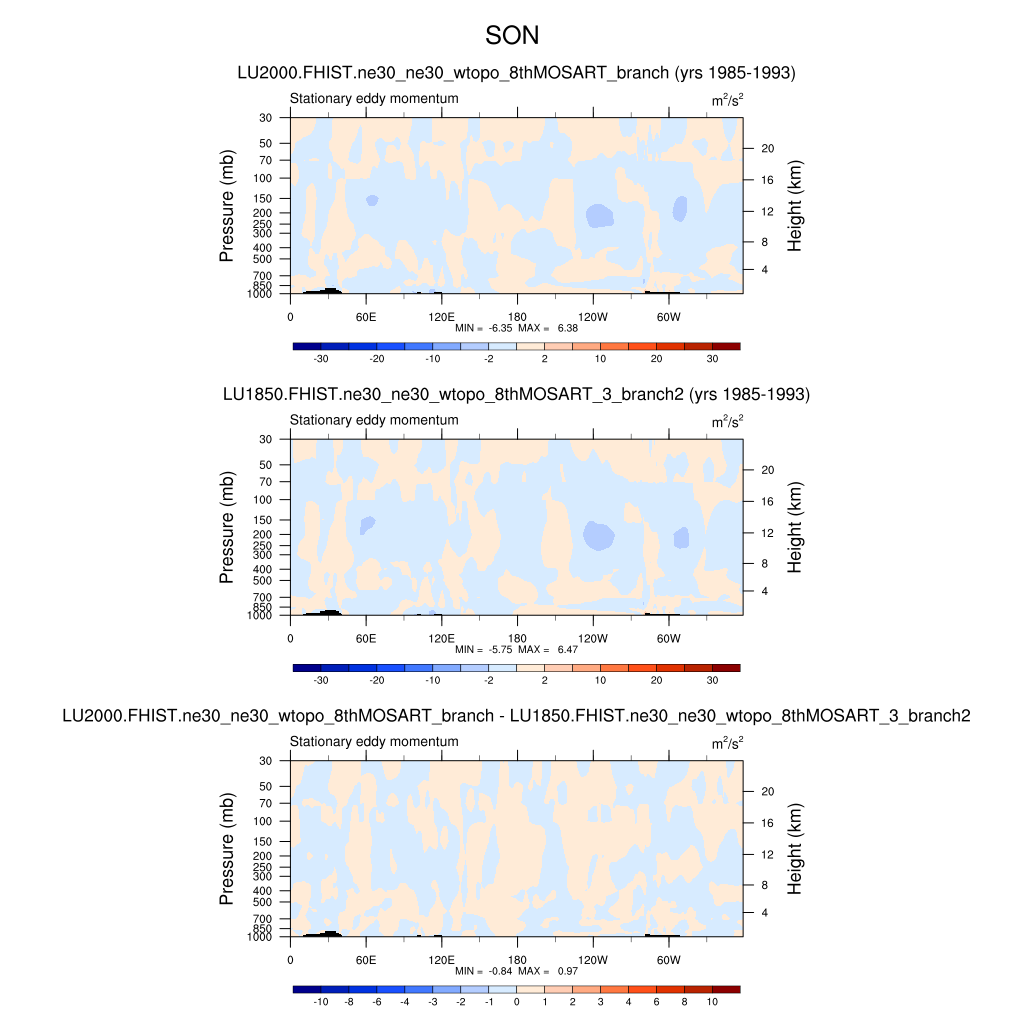 SON
LU2000.FHIST.ne30_ne30_wtopo_8thMOSART_branch (yrs 1985-1993)
Stationary eddy momentum
m²/s²
Pressure (mb)
30
50
70
100
150
200
250
300
400
500
700
850
1000
20
16
12
8
4
Height (km)
0 60E 120E 180 120W 60W
MIN = -6.35 MAX = 6.38
-30 -20 -10 -2 2 10 20 30
LU1850.FHIST.ne30_ne30_wtopo_8thMOSART_3_branch2 (yrs 1985-1993)
Stationary eddy momentum
m²/s²
Pressure (mb)
30
50
70
100
150
200
250
300
400
500
700
850
1000
20
16
12
8
4
Height (km)
0 60E 120E 180 120W 60W
MIN = -5.75 MAX = 6.47
-30 -20 -10 -2 2 10 20 30
LU2000.FHIST.ne30_ne30_wtopo_8thMOSART_branch - LU1850.FHIST.ne30_ne30_wtopo_8thMOSART_3_branch2
Stationary eddy momentum
m²/s²
Pressure (mb)
30
50
70
100
150
200
250
300
400
500
700
850
1000
20
16
12
8
4
Height (km)
0 60E 120E 180 120W 60W
MIN = -0.84 MAX = 0.97
-10 -8 -6 -4 -3 -2 -1 0 1 2 3 4 6 8 10